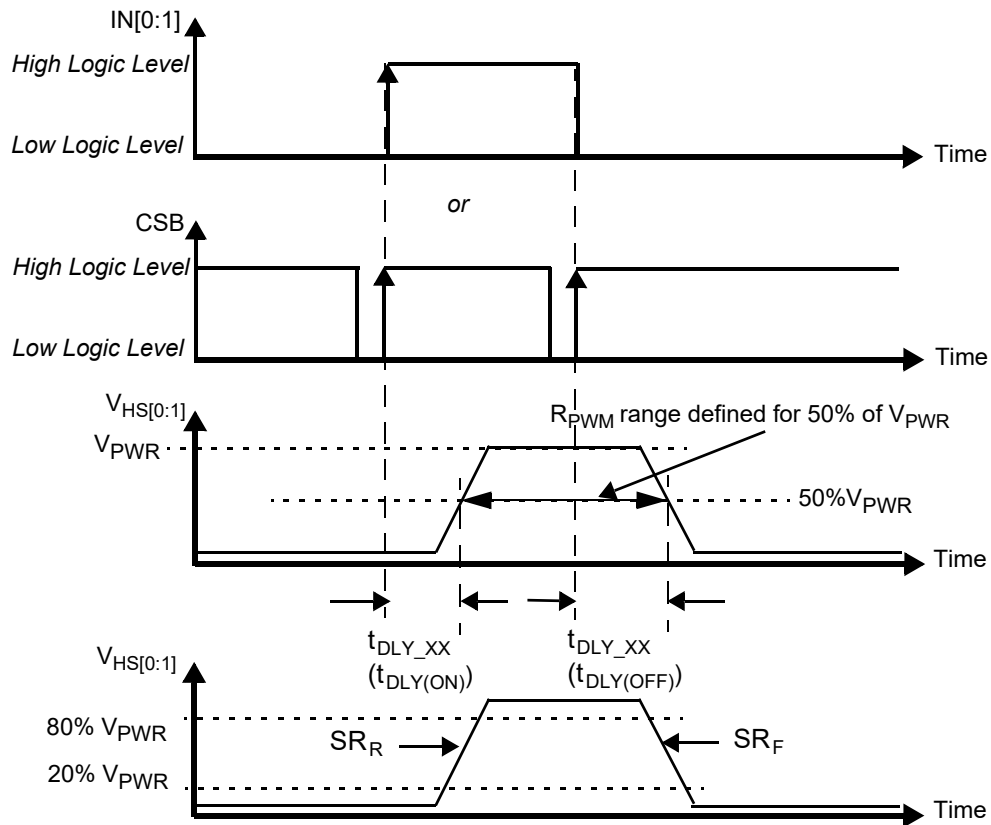 IN[0:1]
High Logic Level
Low Logic Level
Time
or
CSB
High Logic Level
Low Logic Level
Time
VHS[0:1]
RPWM range defined for 50% of VPWR
VPWR
50%VPWR
Time
tDLY_XX
(tDLY(ON))
tDLY_XX
(tDLY(OFF))
VHS[0:1]
80% VPWR
SRR
SRF
20% VPWR
Time